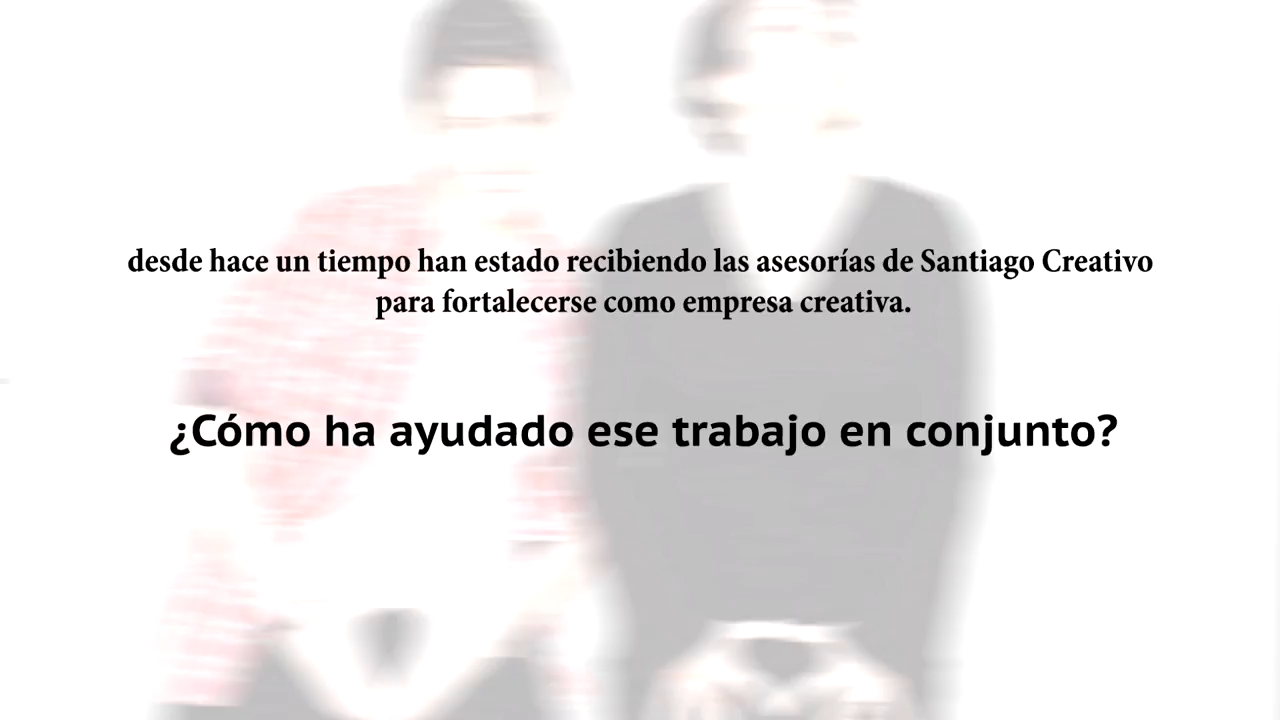 desde hace un tiempo han estado recibiendo las asesorías de Santiago Creativo
para fortalecerse como empresa creativa.
¿Cómo ha ayudado ese trabajo en conjunto?